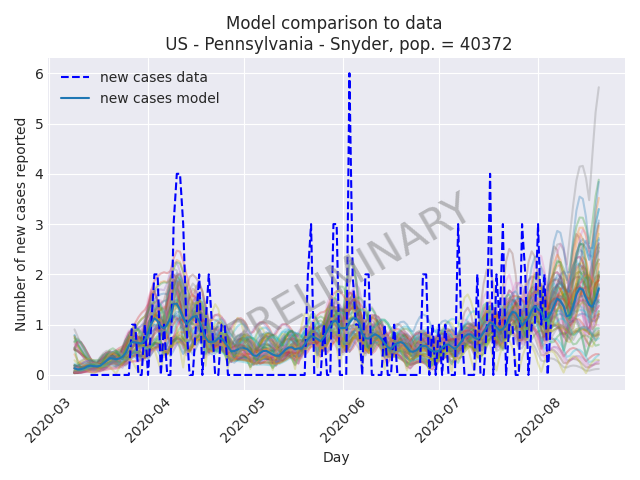 Model comparison to data
US - Pennsylvania - Snyder, pop. = 40372
new cases data
new cases model
PRELIMINARY
Number of new cases reported
6
5
4
3
2
1
0
2020-03
2020-04
2020-05
2020-06
2020-07
2020-08
Day